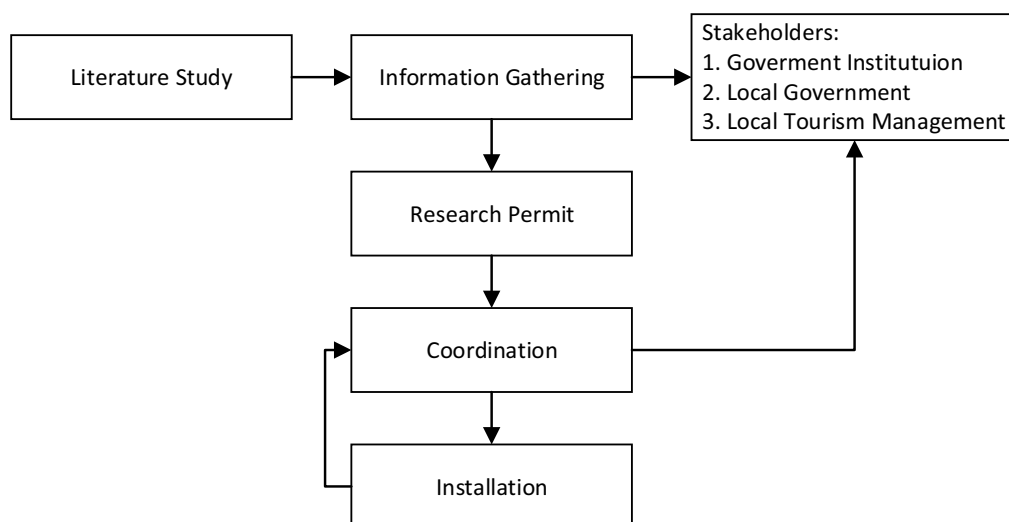 Literature Study
Information Gathering
Stakeholders:
1. Goverment Institutuion
2. Local Government
3. Local Tourism Management
Research Permit
Coordination
Installation